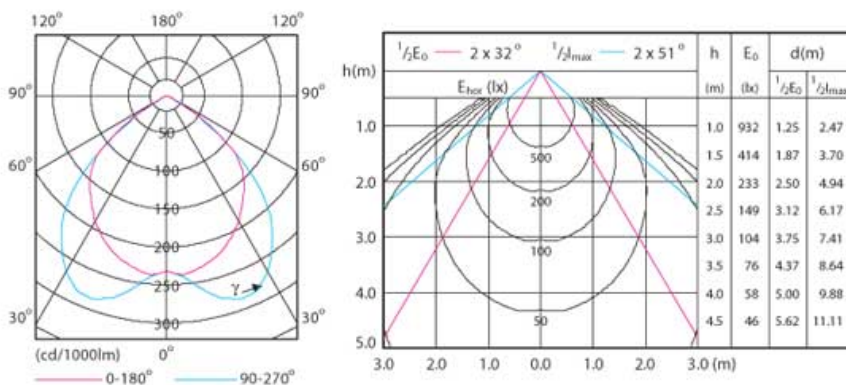 120° 180° 120°
90° 90°
60° 60°
30° 30°
50
100
150
200
250
300
γ
(cd/1000lm) 0°
0-180° 90-270°
1/2E0 2 x 32° 1/2Imax 2 x 51°
h(m)
Ehor (lx)
1.0
2.0
3.0
4.0
5.0
500
200
100
50
3.0 2.0 1.0 0.0 1.0 2.0 3.0 (m)
h E0 d(m)
(m) (lx) 1/2E0 1/2Imax
1.0 932 1.25 2.47
1.5 414 1.87 3.70
2.0 233 2.50 4.94
2.5 149 3.12 6.17
3.0 104 3.75 7.41
3.5 76 4.37 8.64
4.0 58 5.00 9.88
4.5 46 5.62 11.11